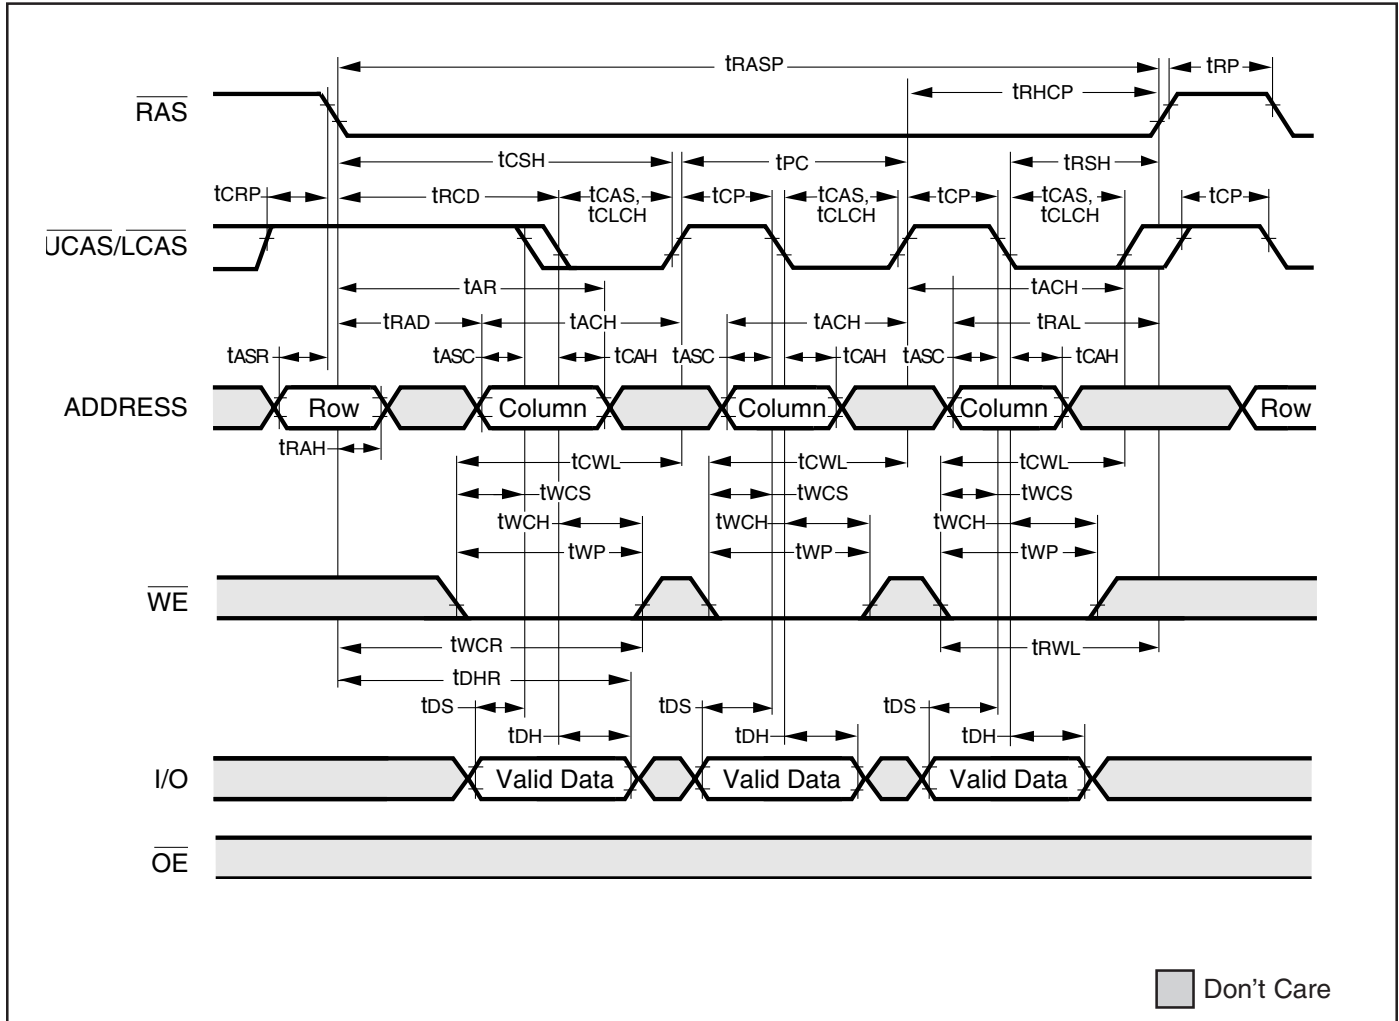 tRASP
tRP
tRHCP
RAS
tCSH
tPC
tRSH
tCRP
tRCD
tCAS, tCLCH
tCP
tCAS, tCLCH
tCP
tCAS, tCLCH
tCP
UCAS/LCAS
tAR
tACH
tRAD
tACH
tACH
tRAL
tASR
tASC
tCAH
tASC
tCAH
tASC
tCAH
ADDRESS
Row
Column
Column
Column
Row
tRAH
tCWL
tCWL
tCWL
tWCS
tWCS
tWCS
tWCH
tWCH
tWCH
tWP
tWP
tWP
WE
tWCR
tRWL
tDHR
tDS
tDS
tDS
tDH
tDH
tDH
I/O
Valid Data
Valid Data
Valid Data
OE
Don't Care